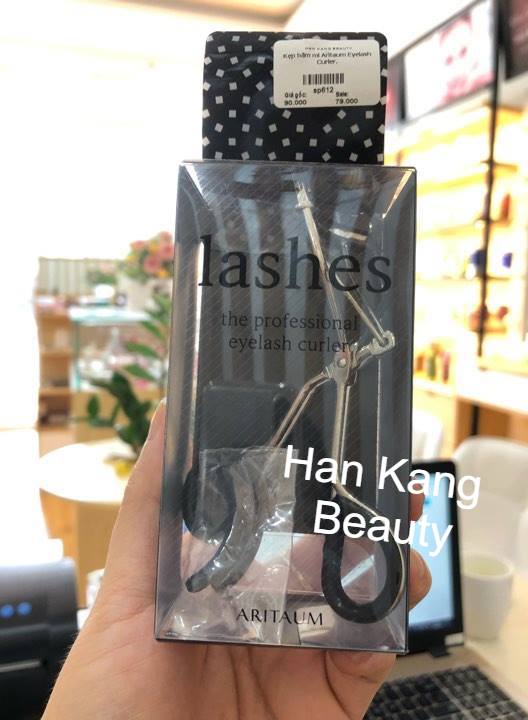 HAN KANG BEAUTY
Kẹp bấm mi Aritaum Eyelash
Curler,
sp612
Giá gốc: Sale:
90.000 79.000
lashes
the professional
eyelash curler
Han Kang
Beauty
ARITAUM